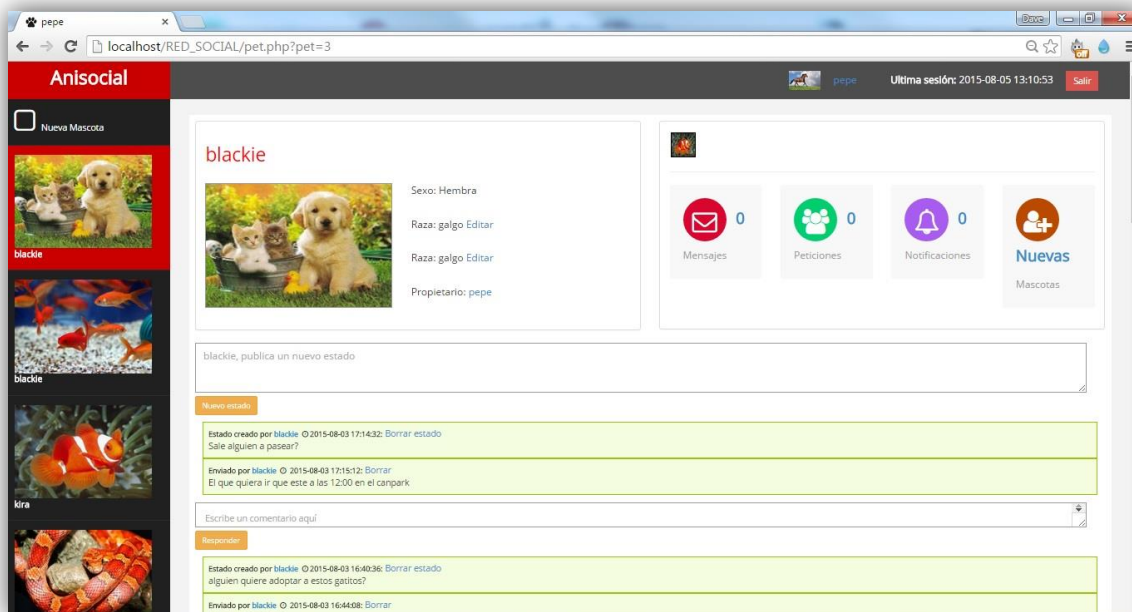 pepe
Dave
localhost/RED_SOCIAL/pet.php?pet=3
off
Anisocial
pepe
Ultima sesión: 2015-08-05 13:10:53
Salir
Nueva Mascota
blackie
blackie
kira
blackie
Sexo: Hembra
Raza: galgo Editar
Raza: galgo Editar
Propietario: pepe
0
Mensajes
0
Peticiones
0
Notificaciones
Nuevas
Mascotas
blackie, publica un nuevo estado
Nuevo estado
Estado creado por blackie 2015-08-03 17:14:32: Borrar estado
Sale alguien a pasear?
Enviado por blackie 2015-08-03 17:15:12: Borrar
El que quiera ir que este a las 12:00 en el canpark
Escribe un comentario aquí
Responder
Estado creado por blackie 2015-08-03 16:40:36: Borrar estado
alguien quiere adoptar a estos gatitos?
Enviado por blackie 2015-08-03 16:44:08: Borrar